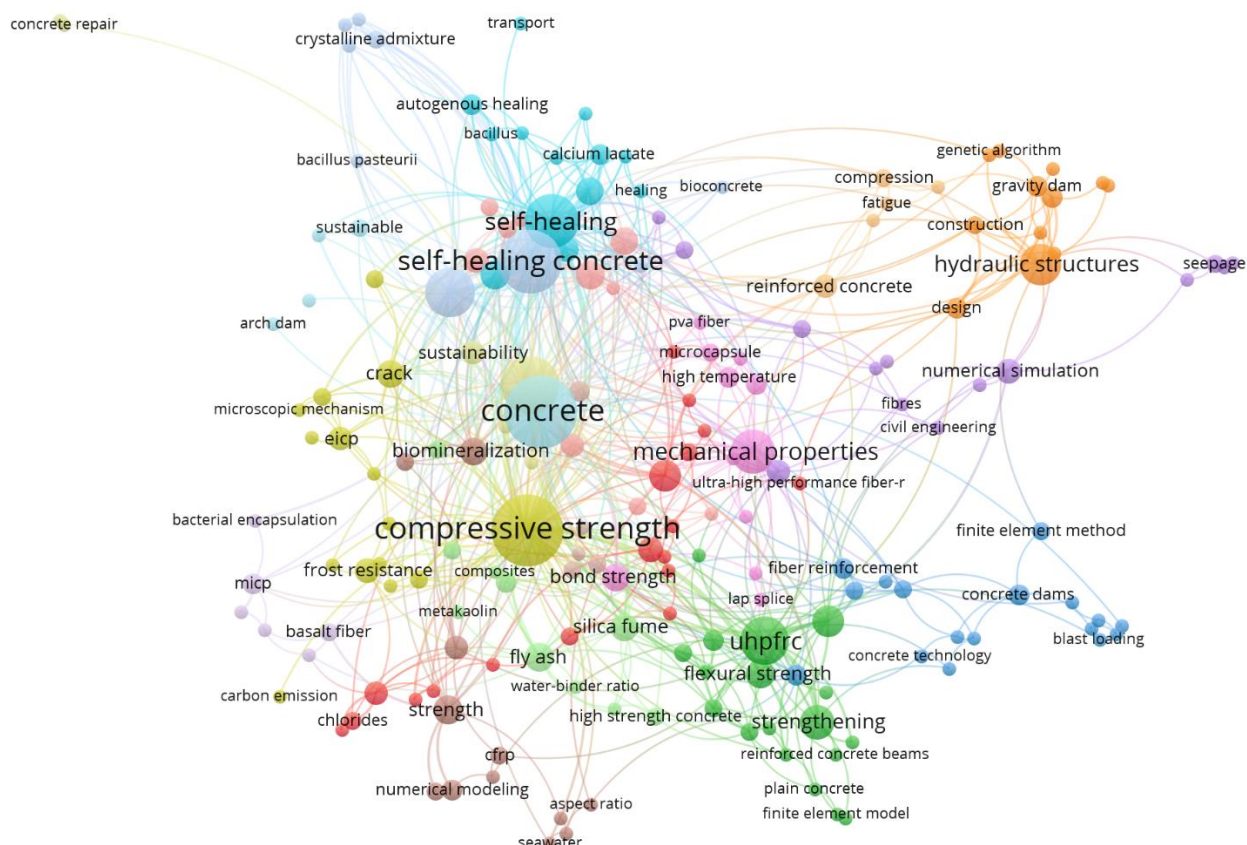 concrete repair
transport
crystalline admixture
autogenous healing
bacillus
calcium lactate
genetic algorithm
bacillus pasteurii
healing
bioconcrete
compression
gravity dam
fatigue
sustainable
self-healing
construction
self-healing concrete
hydraulic structures
seepage
reinforced concrete
design
arch dam
pva fiber
sustainability
microcapsule
crack
high temperature
numerical simulation
microscopic mechanism
concrete
fibres
eicp
civil engineering
biomineralization
mechanical properties
ultra-high performance fiber-r
bacterial encapsulation
compressive strength
finite element method
frost resistance
composites
bond strength
fiber reinforcement
micp
lap splice
concrete dams
metakaolin
basalt fiber
silica fume
uhpfrc
blast loading
fly ash
concrete technology
water-binder ratio
flexural strength
carbon emission
strength
high strength concrete
chlorides
strengthening
cfrp
reinforced concrete beams
numerical modeling
plain concrete
aspect ratio
finite element model
seawater